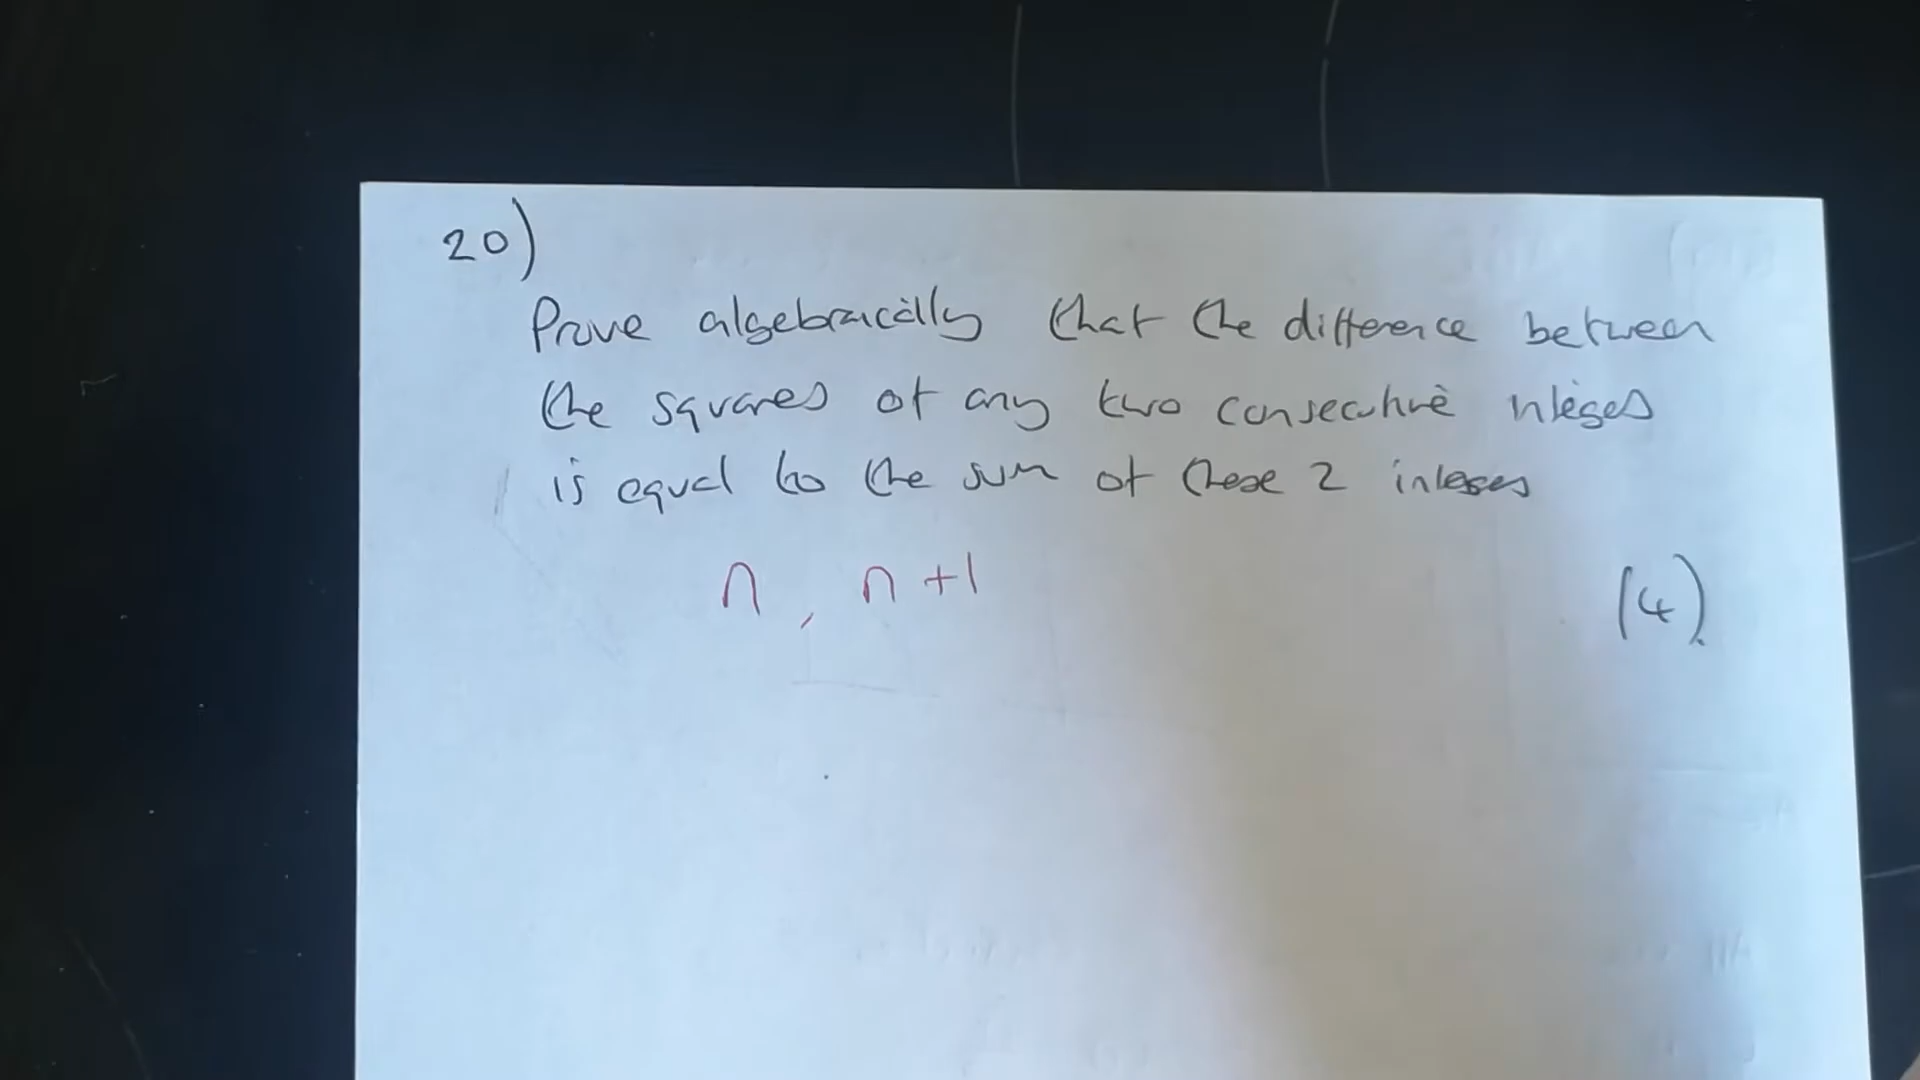 20)
Prove algebraically that the difference between
the squares of any two consecutive integers
is equal to the sum of these 2 integers
n, n+1
(4)